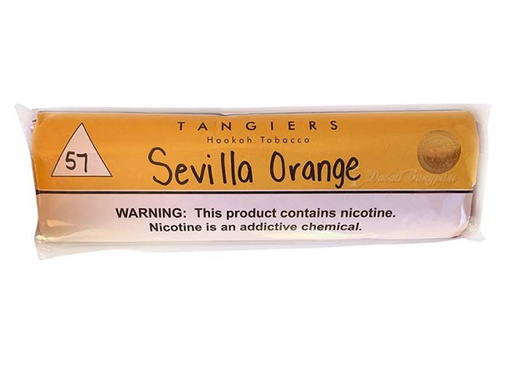 TANGIERS
Hookah Tobacco
57
Sevilla Orange
WARNING: This product contains nicotine.
Nicotine is an addictive chemical.